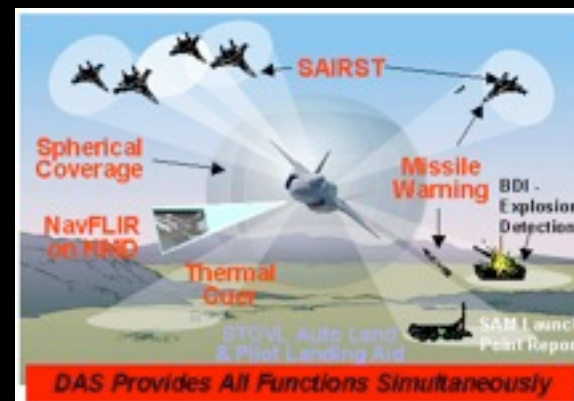 SAIRST
Spherical
Coverage
Missile
Warning
BDI -
Explosion
Detection
NavFLIR
on HMD
Thermal
Cuer
STOVL Auto Land
& Pilot Landing Aid
SAM Launch
Point Report
DAS Provides All Functions Simultaneously